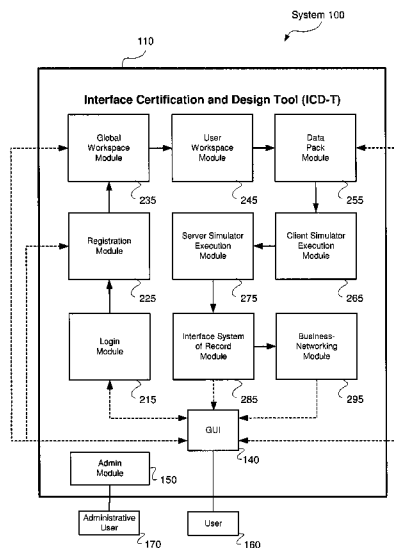 System 100
110
Interface Certification and Design Tool (ICD-T)
Global
Workspace
Module
235
User
Workspace
Module
245
Data
Pack
Module
255
Registration
Module
225
Server Simulator
Execution
Module
275
Client Simulator
Execution
Module
265
Login
Module
215
Interface System
of Record
Module
285
Business-
Networking
Module
295
GUI
140
Admin
Module
150
Administrative
User
170
User
160